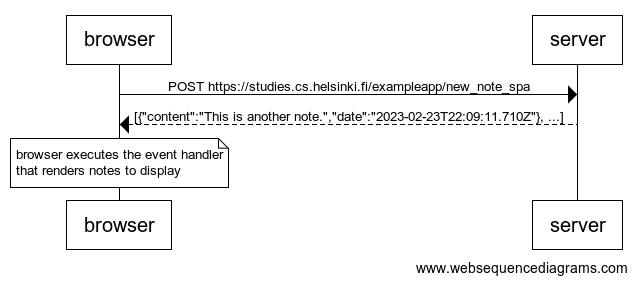 browser
server
POST https://studies.cs.helsinki.fi/exampleapp/new_note_spa
[{"content":"This is another note.","date":"2023-02-23T22:09:11.710Z"}, ...]
browser executes the event handler
that renders notes to display
browser
server
www.websequencediagrams.com